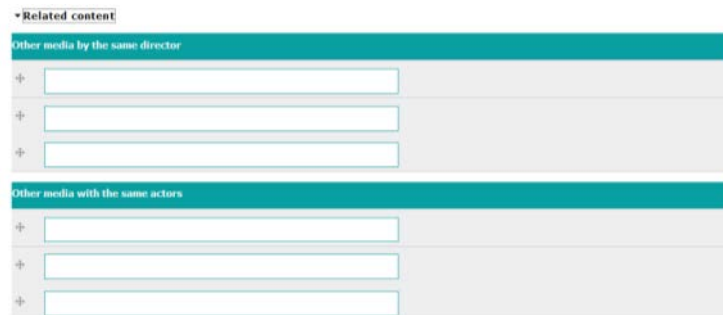 Related content
Other media by the same director
Other media with the same actors